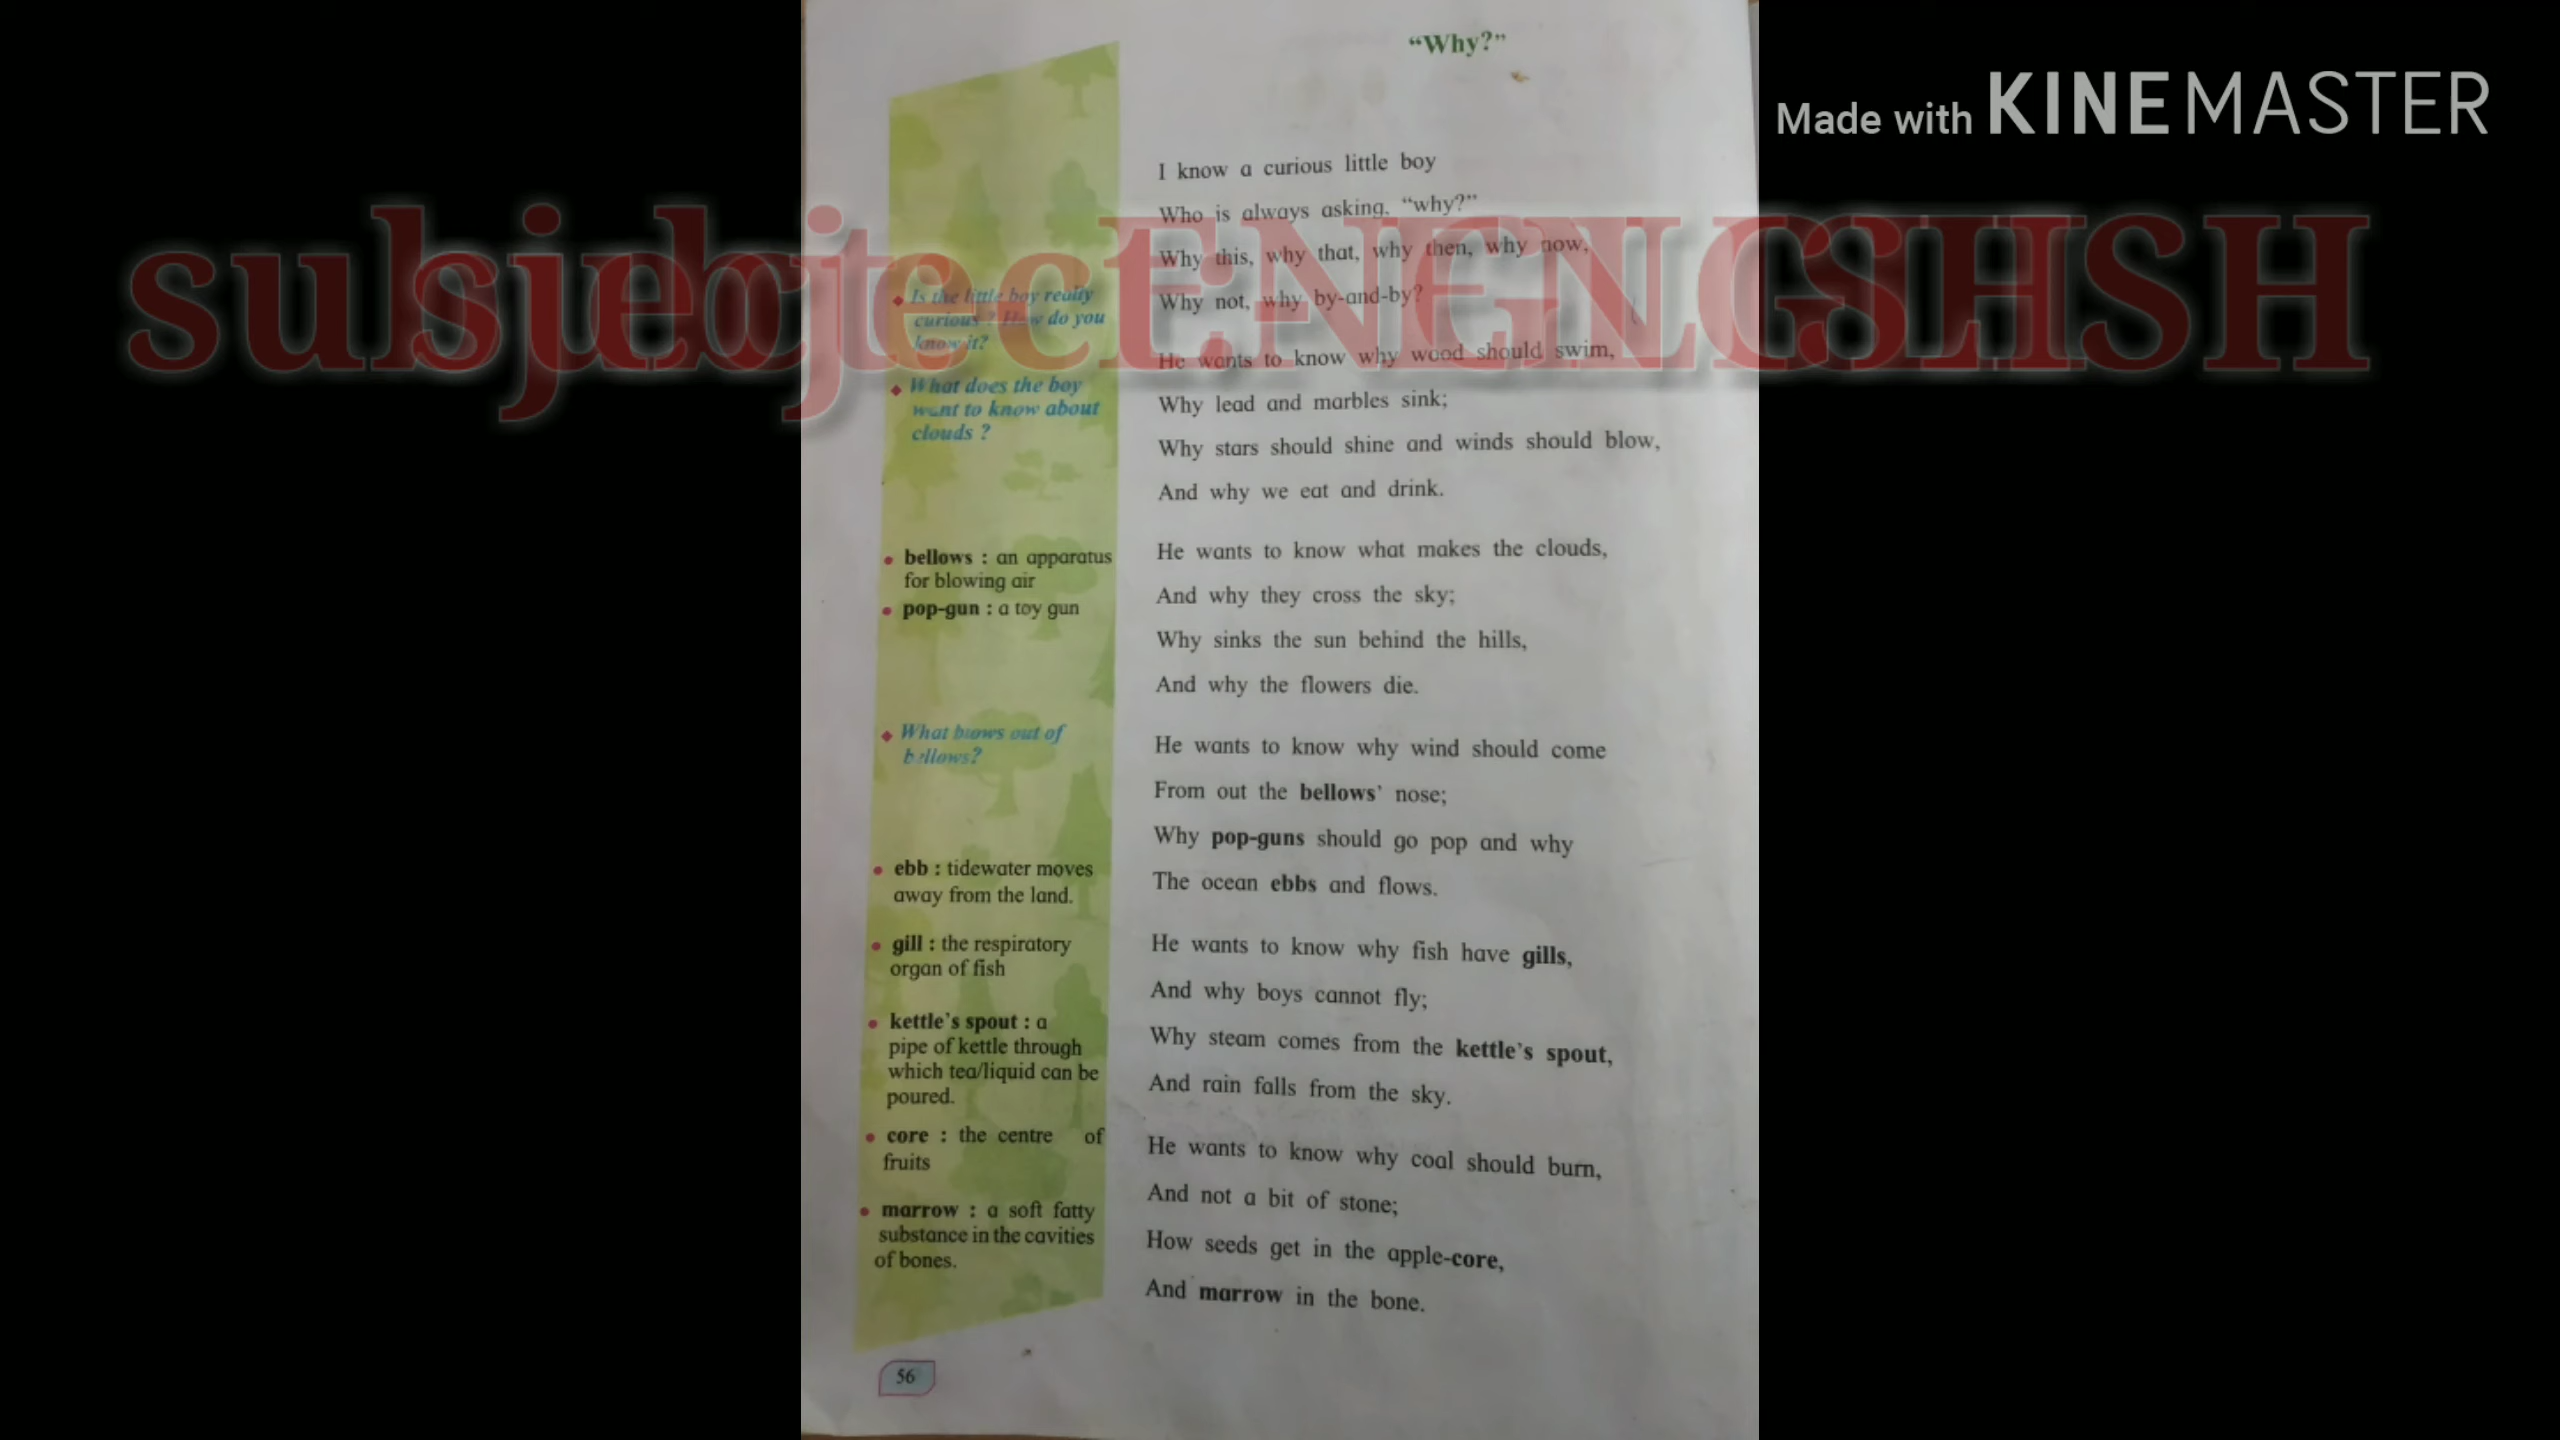 Made with KINEMASTER
subject:-ENGLISH
subject:-ENGLISH
"Why?"
I know a curious little boy
Who is always asking, "why?"
Why this, why that, why then, why now,
Why not, why by-and-by?
He wants to know why wood should swim,
Why lead and marbles sink;
Why stars should shine and winds should blow,
And why we eat and drink.
He wants to know what makes the clouds,
And why they cross the sky;
Why sinks the sun behind the hills,
And why the flowers die.
He wants to know why wind should come
From out the bellows' nose;
Why pop-guns should go pop and why
The ocean ebbs and flows.
He wants to know why fish have gills,
And why boys cannot fly;
Why steam comes from the kettle's spout,
And rain falls from the sky.
He wants to know why coal should burn,
And not a bit of stone;
How seeds get in the apple-core,
And marrow in the bone.
Is the little boy really
curious ? How do you
know it?
What does the boy
want to know about
clouds ?
bellows : an apparatus
for blowing air
pop-gun : a toy gun
What blows out of
bellows?
ebb : tidewater moves
away from the land.
gill : the respiratory
organ of fish
kettle's spout : a
pipe of kettle through
which tea/liquid can be
poured.
core : the centre of
fruits
marrow : a soft fatty
substance in the cavities
of bones.
56